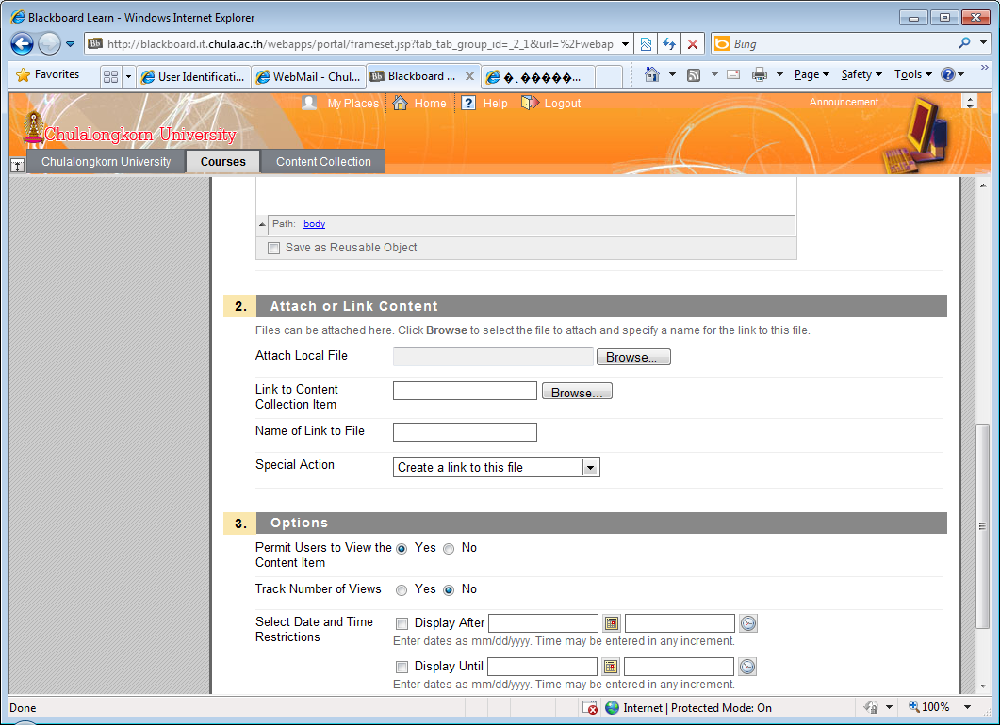 Blackboard Learn - Windows Internet Explorer
http://blackboard.it.chula.ac.th/webapps/portal/frameset.jsp?tab_tab_group_id=_2_1&url=%2Fwebap
Bing
Favorites
User Identificati...
WebMail - Chul...
Bb Blackboard ...
Page
Safety
Tools
My Places
Home
Help
Logout
Announcement
Chulalongkorn University
Chulalongkorn University
Courses
Content Collection
Path: body
Save as Reusable Object
2. Attach or Link Content
Files can be attached here. Click Browse to select the file to attach and specify a name for the link to this file.
Attach Local File
Browse...
Link to Content
Collection Item
Browse...
Name of Link to File
Special Action
Create a link to this file
3. Options
Permit Users to View the
Content Item
Yes No
Track Number of Views
Yes No
Select Date and Time
Restrictions
Display After
Enter dates as mm/dd/yyyy. Time may be entered in any increment.
Display Until
Enter dates as mm/dd/yyyy. Time may be entered in any increment.
Done
Internet | Protected Mode: On
100%